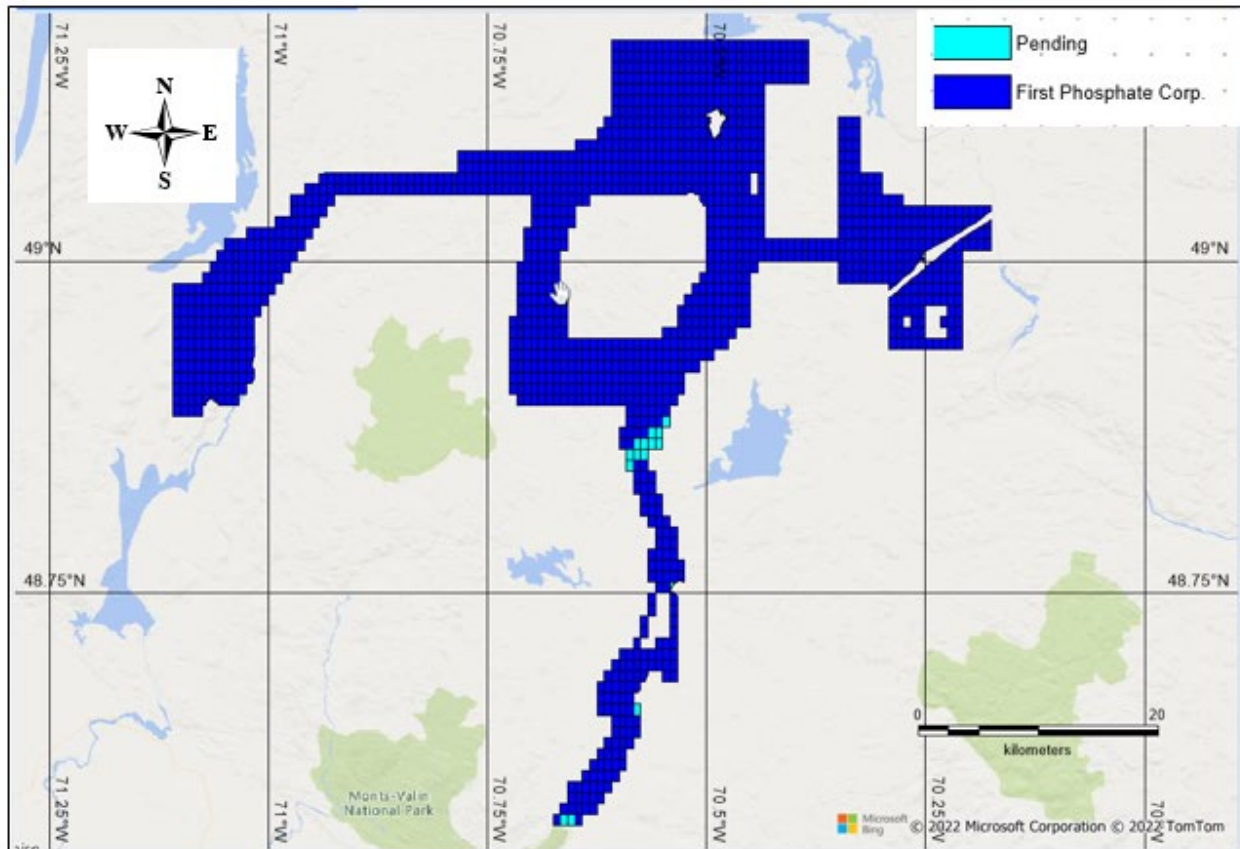 71.25°W
71°W
70.75°W
70.5°W
Pending
First Phosphate Corp.
N
W
E
S
49°N
49°N
48.75°N
48.75°N
0
20
kilometers
Monts-Valin
National Park
71.25°W
71°W
70.75°W
70.5°W
70.25°W
70°W
Microsoft
Bing
© 2022 Microsoft Corporation © 2022 TomTom